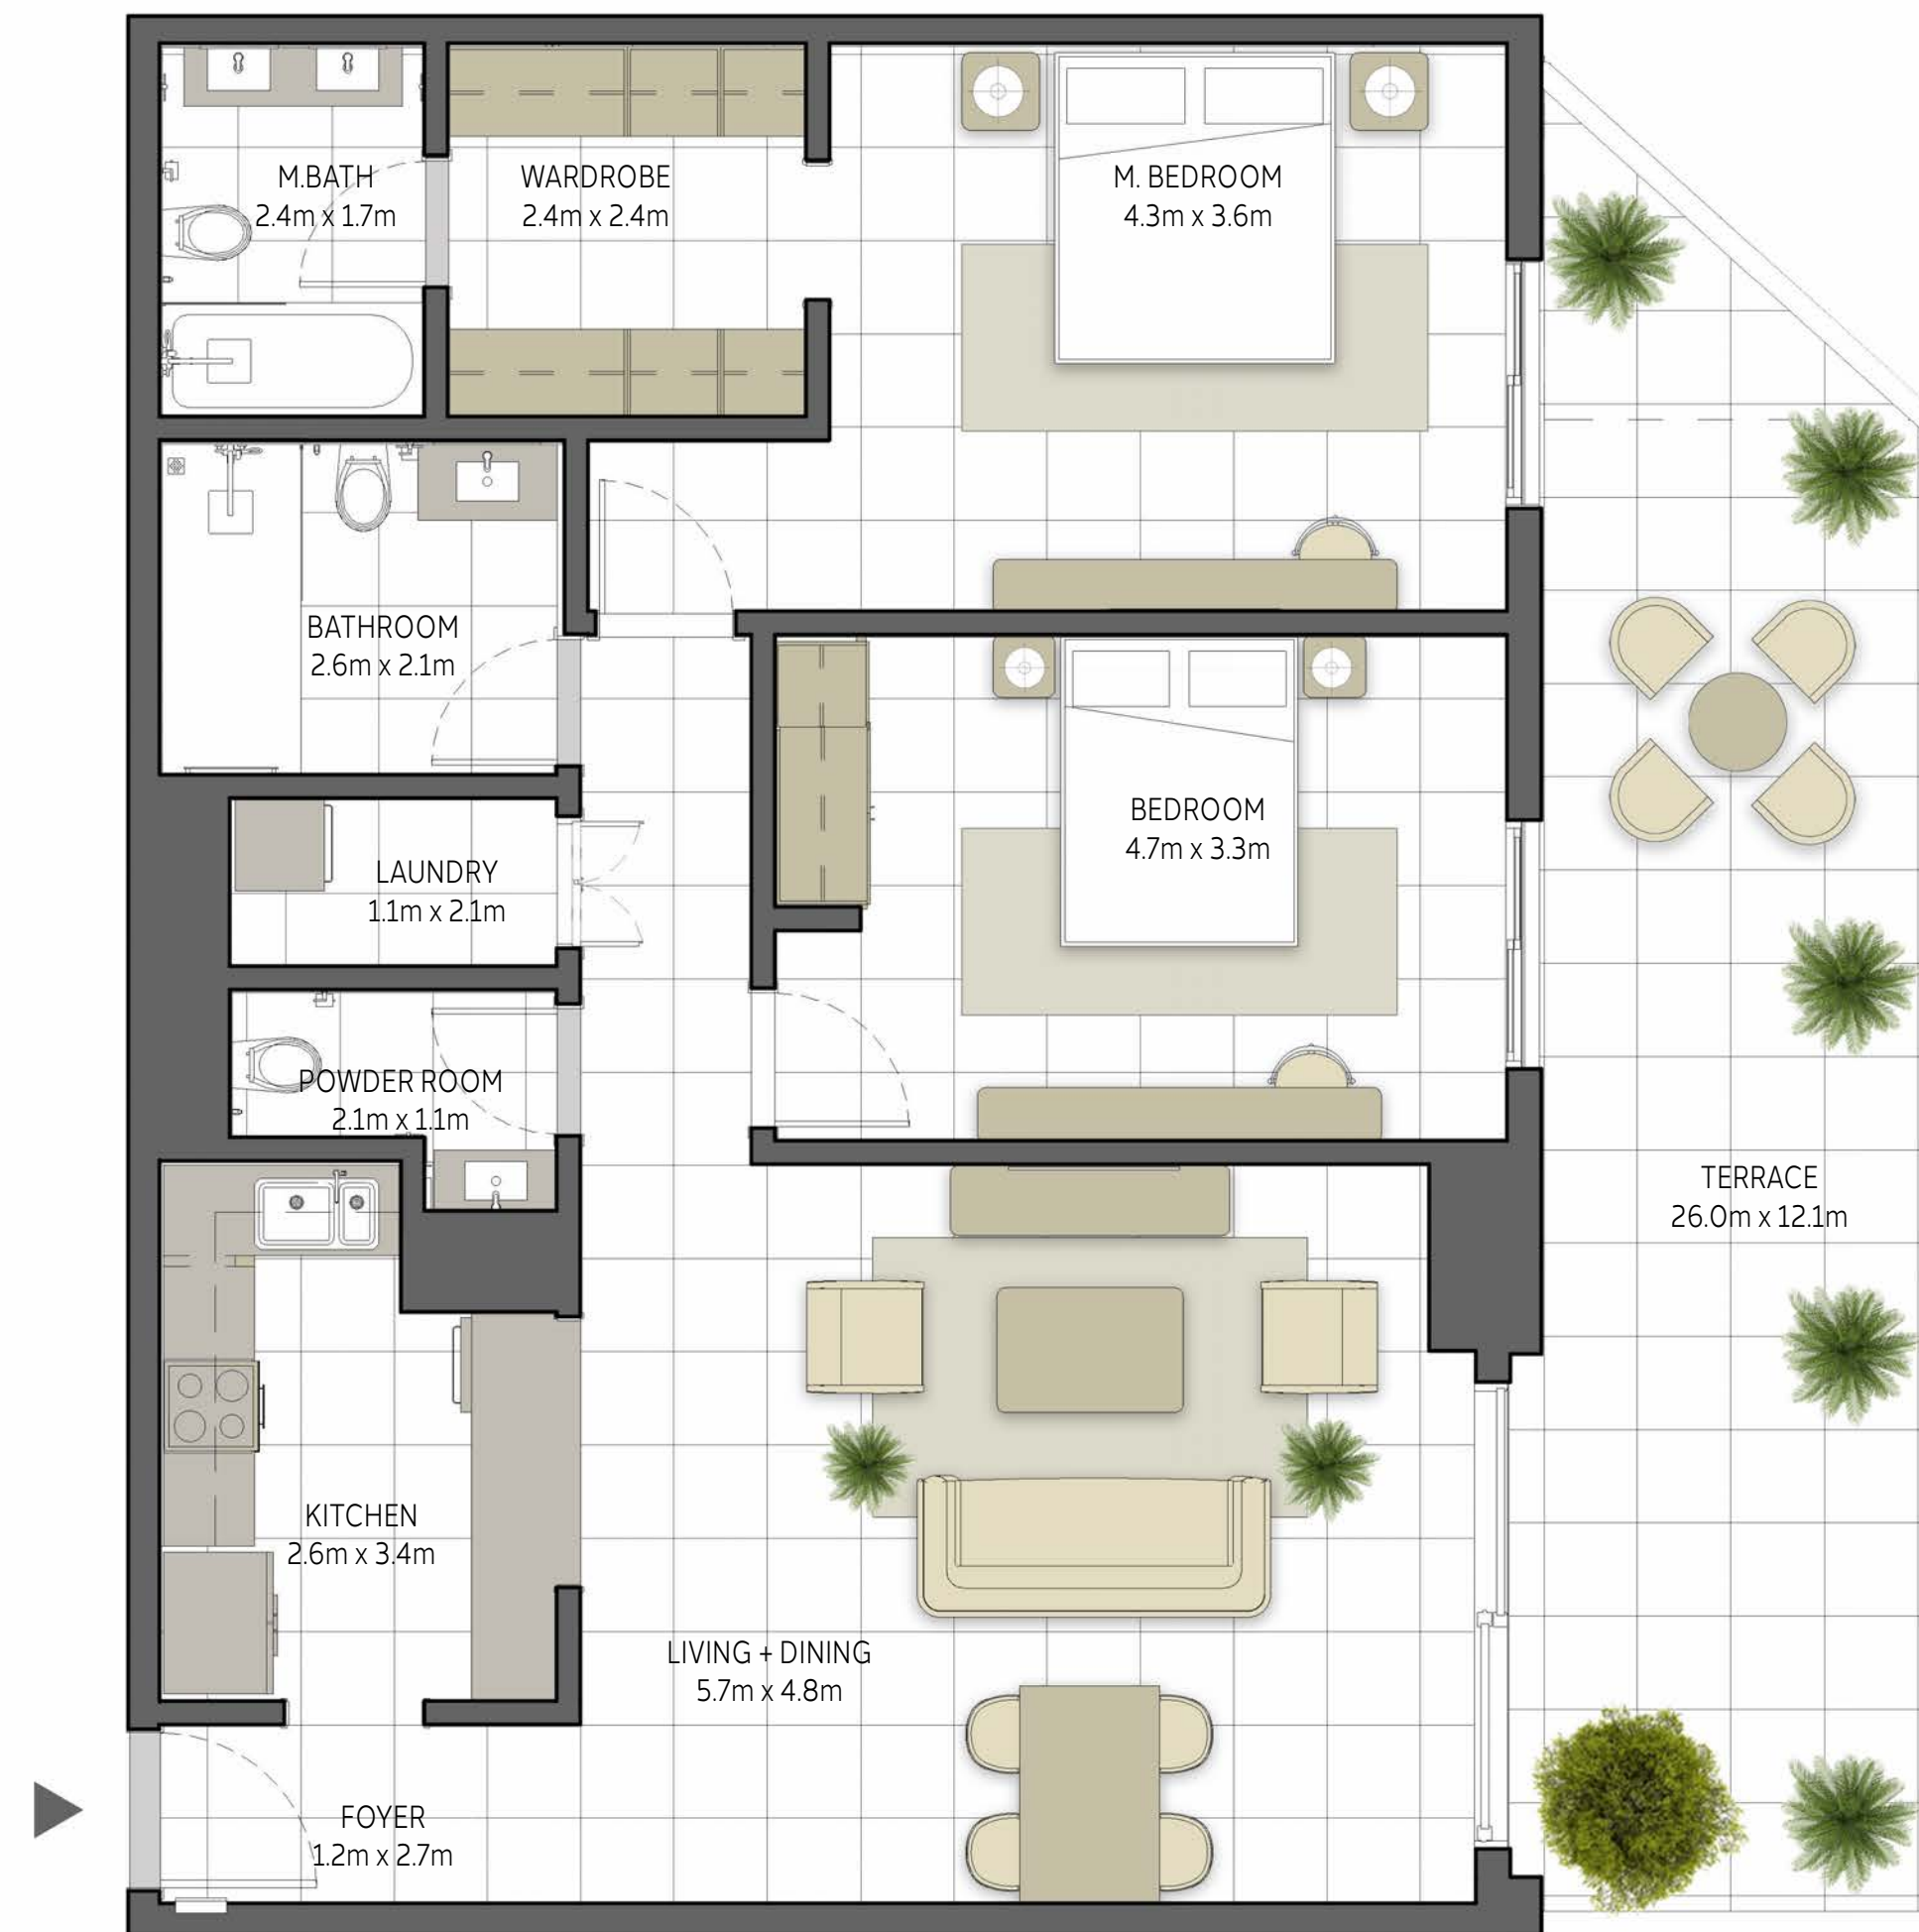 M.BATH
2.4m x 1.7m
WARDROBE
2.4m x 2.4m
M. BEDROOM
4.3m x 3.6m
BATHROOM
2.6m x 2.1m
BEDROOM
4.7m x 3.3m
LAUNDRY
1.1m x 2.1m
POWDER ROOM
2.1m x 1.1m
TERRACE
26.0m x 12.1m
KITCHEN
2.6m x 3.4m
LIVING + DINING
5.7m x 4.8m
FOYER
1.2m x 2.7m